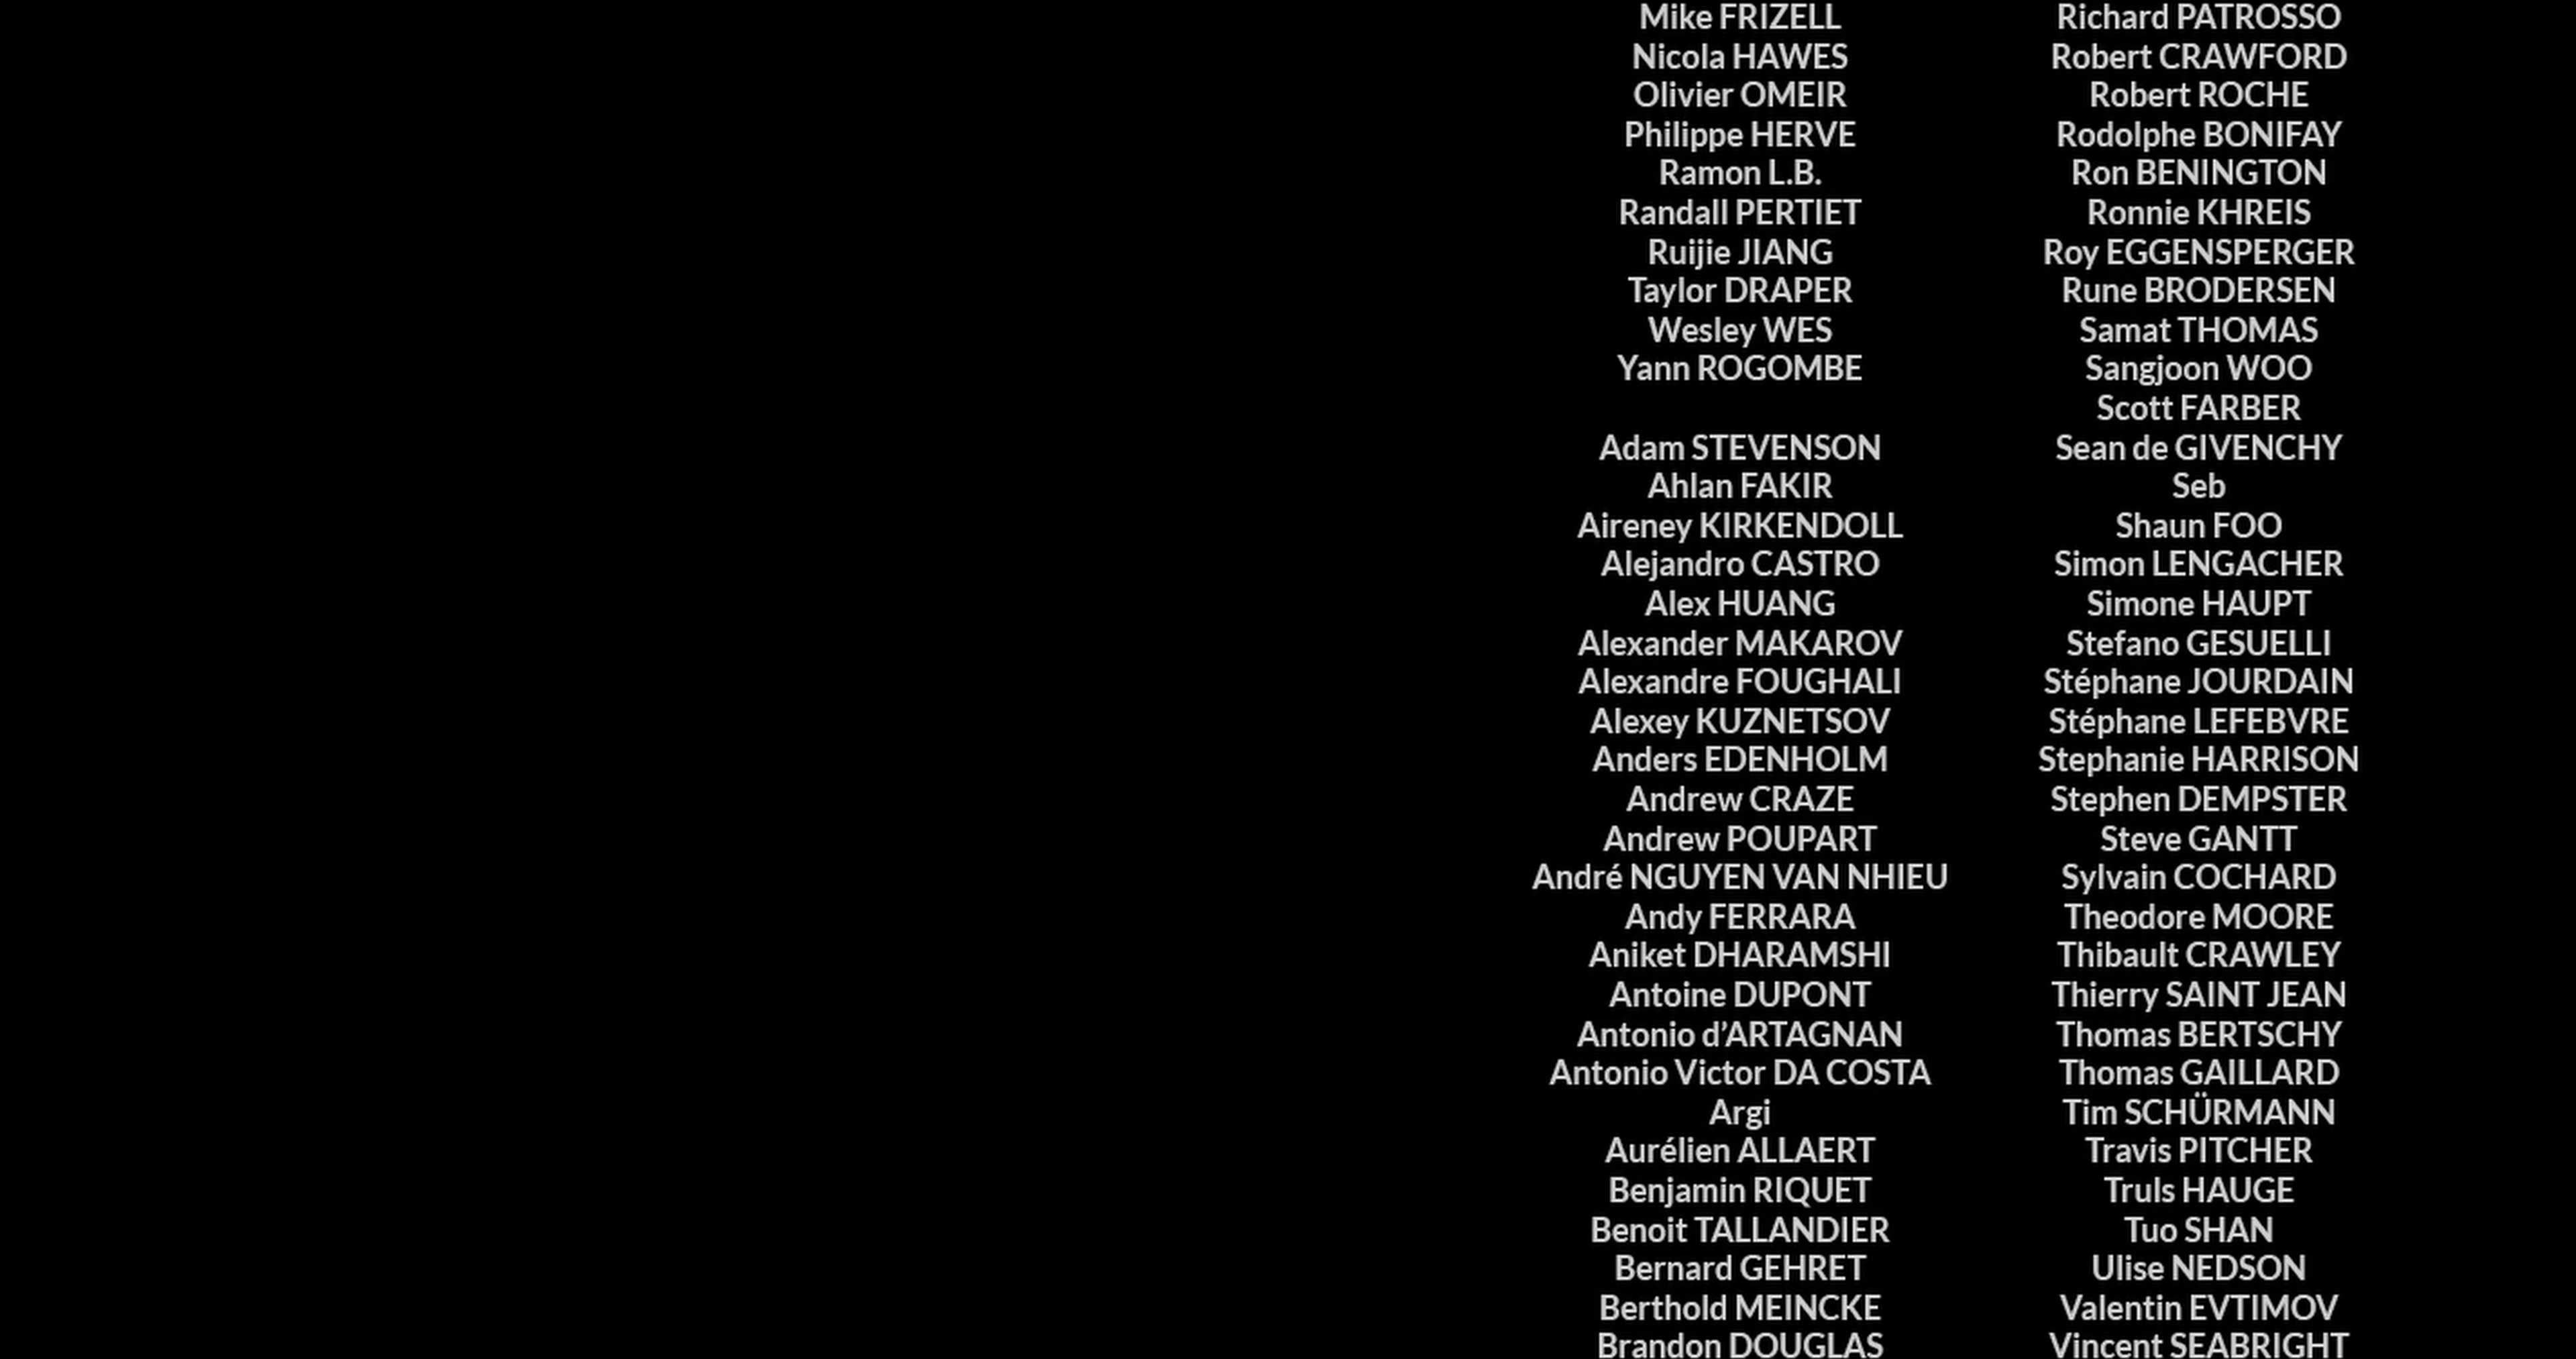 Mike FRIZELL
Nicola HAWES
Olivier OMEIR
Philippe HERVE
Ramon L.B.
Randall PERTIET
Ruijie JIANG
Taylor DRAPER
Wesley WES
Yann ROGOMBE
Adam STEVENSON
Ahlan FAKIR
Aireney KIRKENDOLL
Alejandro CASTRO
Alex HUANG
Alexander MAKAROV
Alexandre FOUGHALI
Alexey KUZNETSOV
Anders EDENHOLM
Andrew CRAZE
Andrew POUPART
André NGUYEN VAN NHIEU
Andy FERRARA
Aniket DHARAMSHI
Antoine DUPONT
Antonio d’ARTAGNAN
Antonio Victor DA COSTA
Argi
Aurélien ALLAERT
Benjamin RIQUET
Benoit TALLANDIER
Bernard GEHRET
Berthold MEINCKE
Brandon DOUGLAS
Richard PATROSSO
Robert CRAWFORD
Robert ROCHE
Rodolphe BONIFAY
Ron BENINGTON
Ronnie KHREIS
Roy EGGENSPERGER
Rune BRODERSEN
Samat THOMAS
Sangjoon WOO
Scott FARBER
Sean de GIVENCHY
Seb
Shaun FOO
Simon LENGACHER
Simone HAUPT
Stefano GESUELLI
Stéphane JOURDAIN
Stéphane LEFEBVRE
Stephanie HARRISON
Stephen DEMPSTER
Steve GANTT
Sylvain COCHARD
Theodore MOORE
Thibault CRAWLEY
Thierry SAINT JEAN
Thomas BERTSCHY
Thomas GAILLARD
Tim SCHÜRMANN
Travis PITCHER
Truls HAUGE
Tuo SHAN
Ulise NEDSON
Valentin EVTIMOV
Vincent SEABRIGHT